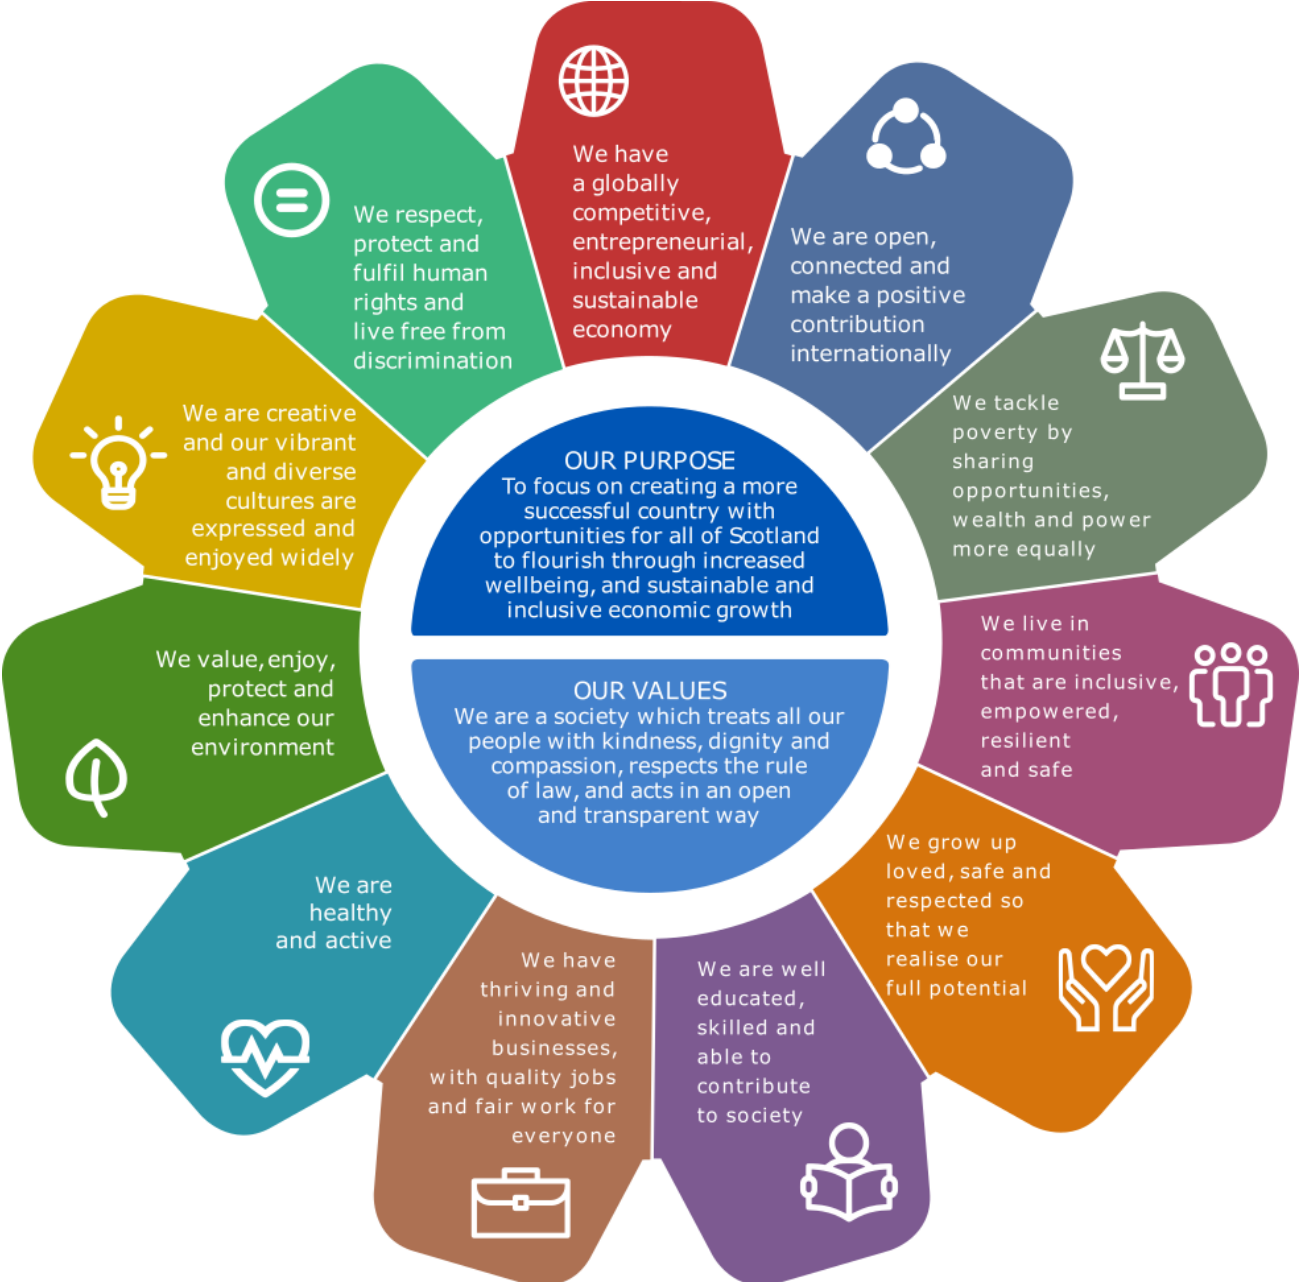 We have
a globally
competitive,
entrepreneurial,
inclusive and
sustainable
economy
We are open,
connected and
make a positive
contribution
internationally
We tackle
poverty by
sharing
opportunities,
wealth and power
more equally
We live in
communities
that are inclusive,
empowered,
resilient
and safe
We grow up
loved, safe and
respected so
that we
realise our
full potential
We are well
educated,
skilled and
able to
contribute
to society
We have
thriving and
innovative
businesses,
with quality jobs
and fair work for
everyone
We are
healthy
and active
We value, enjoy,
protect and
enhance our
environment
We are creative
and our vibrant
and diverse
cultures are
expressed and
enjoyed widely
We respect,
protect and
fulfil human
rights and
live free from
discrimination
OUR PURPOSE
To focus on creating a more
successful country with
opportunities for all of Scotland
to flourish through increased
wellbeing, and sustainable and
inclusive economic growth
OUR VALUES
We are a society which treats all our
people with kindness, dignity and
compassion, respects the rule
of law, and acts in an open
and transparent way